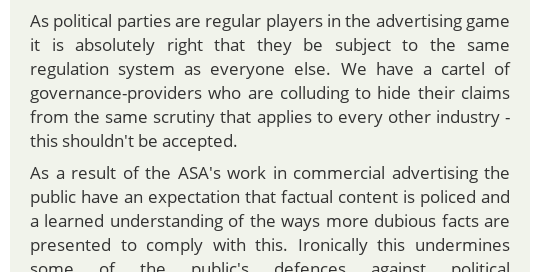 As political parties are regular players in the advertising game
it is absolutely right that they be subject to the same
regulation system as everyone else. We have a cartel of
governance-providers who are colluding to hide their claims
from the same scrutiny that applies to every other industry -
this shouldn't be accepted.
As a result of the ASA's work in commercial advertising the
public have an expectation that factual content is policed and
a learned understanding of the ways more dubious facts are
presented to comply with this. Ironically this undermines
some of the public's defences against political